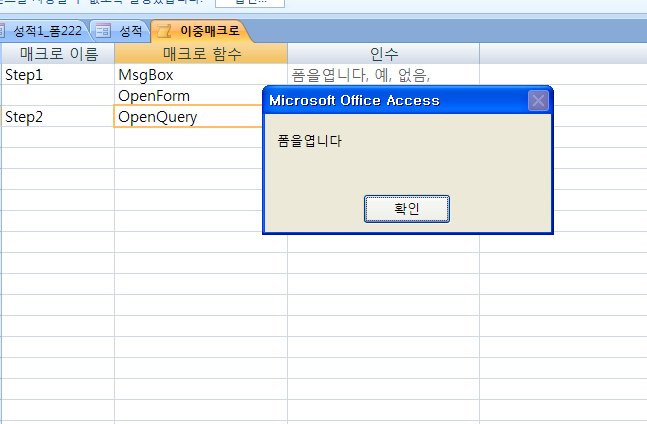 성적1_폼222 성적 이중매크로
매크로 이름 매크로 함수 인수
Step1 MsgBox 폼을엽니다, 예, 없음,
OpenForm
Step2 OpenQuery
Microsoft Office Access
폼을엽니다
확인